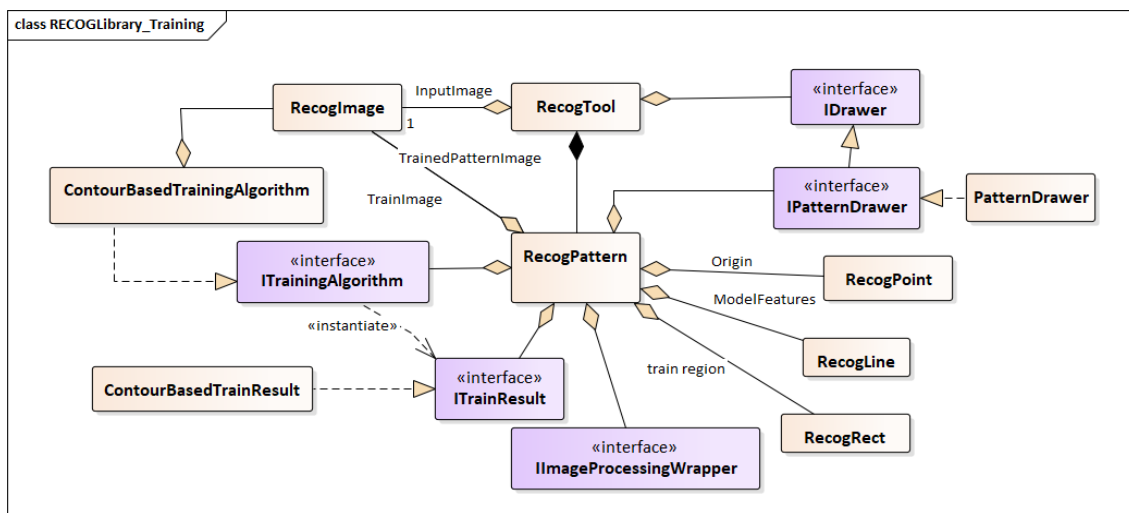 class RECOGLibrary_Training
RecogImage
InputImage
1
RecogTool
«interface»
IDrawer
ContourBasedTrainingAlgorithm
TrainedPatternImage
TrainImage
«interface»
IPatternDrawer
PatternDrawer
«interface»
ITrainingAlgorithm
RecogPattern
Origin
RecogPoint
ModelFeatures
«instantiate»
RecogLine
ContourBasedTrainResult
«interface»
ITrainResult
train region
RecogRect
«interface»
IImageProcessingWrapper